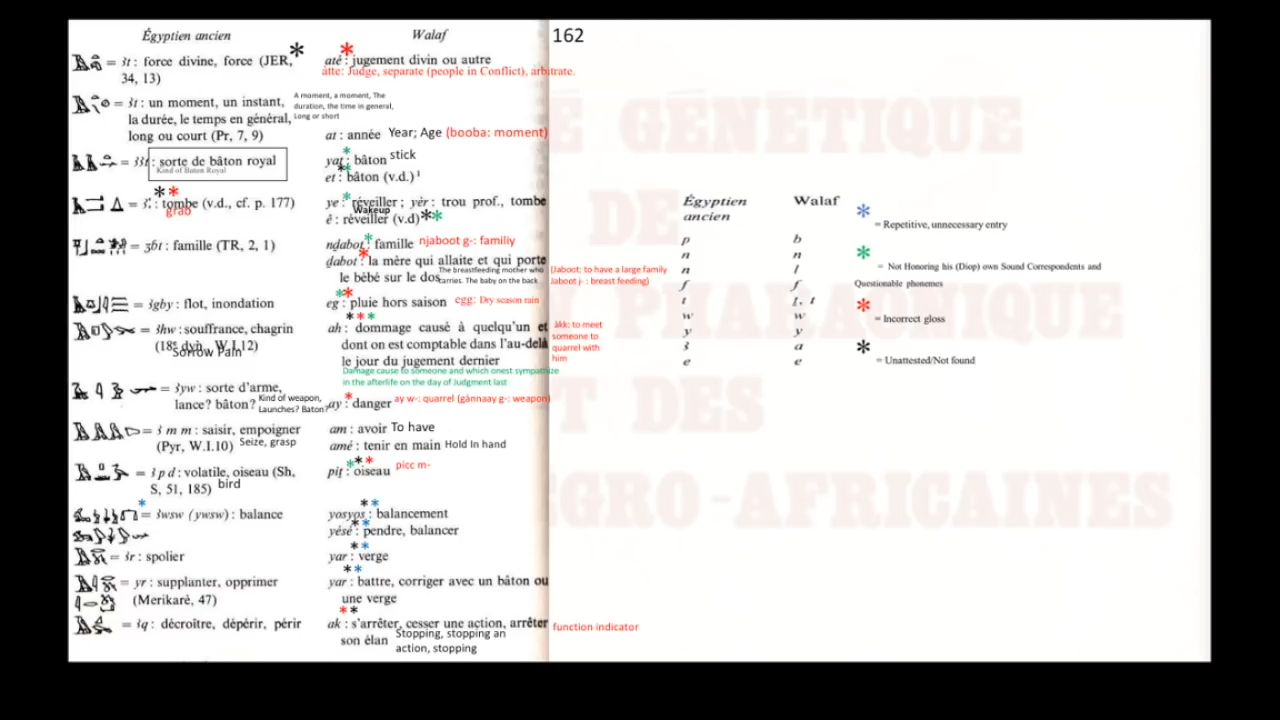 Égyptien ancien Walaf
162
= ꜣt : force divine, force (JER, * 34, 13)
* até : jugement divin ou autre
atte: Judge, separate (people in Conflict), arbitrate.
= ꜣt : un moment, un instant,
la durée, le temps en général,
long ou court (Pr, 7, 9)
A moment, a moment, The
duration, the time in general,
Long or short
at : année Year; Age (booba: moment)
= ꜣꜣt : sorte de bâton royal
Kind of Baton Royal
* yat : bâton stick
** et : bâton (v.d.) ¹
** = ꜣʿ : tombe (v.d., cf. p. 177)
grab
* ye : réveiller ; yër : trou prof., tombe
Wakeup
ê : réveiller (v.d) **
= ʒbt : famille (TR, 2, 1)
* ndabot : famille njaboot g-: familiy
* dabot : la mère qui allaite et qui porte
le bébé sur le dos
The breastfeeding mother who
carries. The baby on the back
(Jaboot: to have a large family
Jaboot j- : breast feeding)
= ꜣgby : flot, inondation
** eg : pluie hors saison egg: Dry season rain
= ꜣhw : souffrance, chagrin
(18e dyn., W.I.12)
Sorrow Pain
*** ah : dommage causé à quelqu'un et
dont on est comptable dans l'au-delà
le jour du jugement dernier
Damage cause to someone and which onest sympathize
in the afterlife on the day of Judgment last
àkk: to meet
someone to
quarrel with
him
= ꜣyw : sorte d'arme,
lance? bâton?
Kind of weapon,
Launches? Baton?
* ay : danger ay w-: quarrel (gànnaay g-: weapon)
= ꜣ m m : saisir, empoigner
(Pyr, W.I.10) Seize, grasp
am : avoir To have
amé : tenir en main Hold In hand
= ꜣ p d : volatile, oiseau (Sh,
S, 51, 185) bird
*** piṭ : oiseau picc m-
* = ꜣwsw (ywsw) : balance
** yosyos : balancement
** yésé : pendre, balancer
= ꜣr : spolier
** yar : verge
= yr : supplanter, opprimer
(Merikarè, 47)
** yar : battre, corriger avec un bâton ou
une verge
= ꜣq : décroître, dépérir, périr
** ak : s'arrêter, cesser une action, arrêter
son élan
Stopping, stopping an
action, stopping
function indicator
Égyptien ancien Walaf
p b
n n
n l
f f
t ṭ, t
w w
y y
ꜣ a
e e
* = Repetitive, unnecessary entry
* = Not Honoring his (Diop) own Sound Correspondents and
Questionable phonemes
* = Incorrect gloss
* = Unattested/Not found
É GÉNÉTIQUE
DE
PHARAONIQUE
T DES
ÉGRO-AFRICAINES